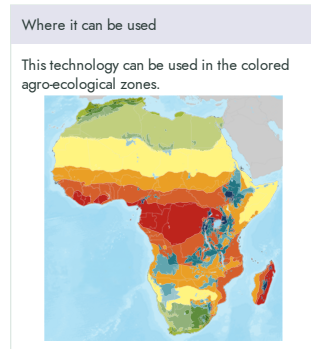 Where it can be used
This technology can be used in the colored
agro-ecological zones.